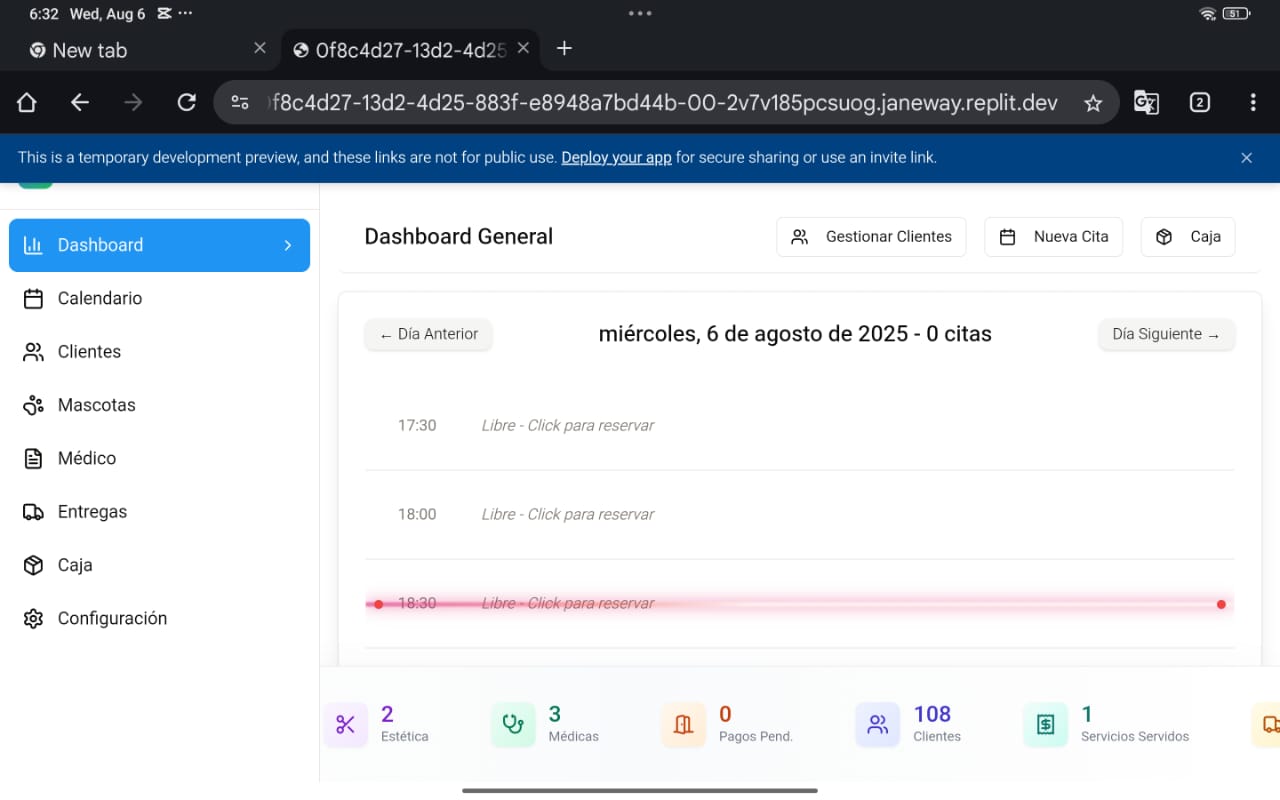 6:32 Wed, Aug 6
51
New tab
0f8c4d27-13d2-4d25
f8c4d27-13d2-4d25-883f-e8948a7bd44b-00-2v7v185pcsuog.janeway.replit.dev
2
This is a temporary development preview, and these links are not for public use. Deploy your app for secure sharing or use an invite link.
Dashboard
Calendario
Clientes
Mascotas
Médico
Entregas
Caja
Configuración
Dashboard General
Gestionar Clientes
Nueva Cita
Caja
← Día Anterior
miércoles, 6 de agosto de 2025 - 0 citas
Día Siguiente →
17:30 Libre - Click para reservar
18:00 Libre - Click para reservar
18:30 Libre - Click para reservar
2
Estética
3
Médicas
0
Pagos Pend.
108
Clientes
1
Servicios Servidos